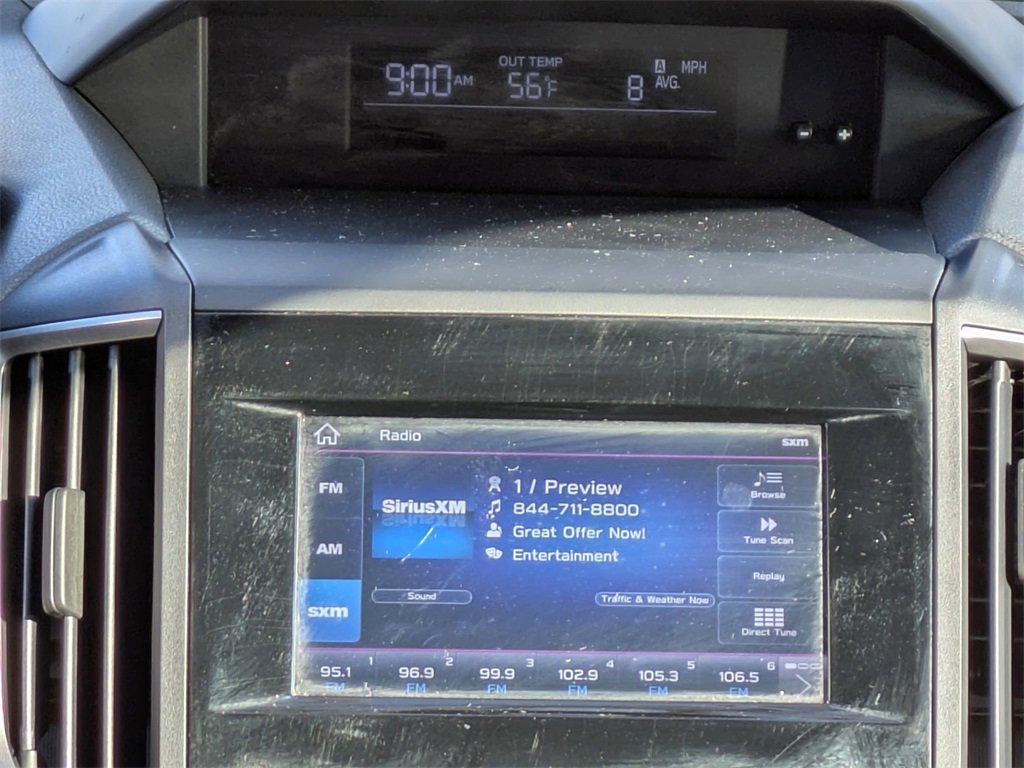 OUT TEMP
9:00 AM 56°F 8 A AVG. MPH
- +
Radio sxm
FM
AM
sxm
SiriusXM
1 / Preview
844-711-8800
Great Offer Now!
Entertainment
Sound
Traffic & Weather Now
Browse
Tune Scan
Replay
Direct Tune
1 2 3 4 5 6
95.1 96.9 99.9 102.9 105.3 106.5
FM FM FM FM FM FM